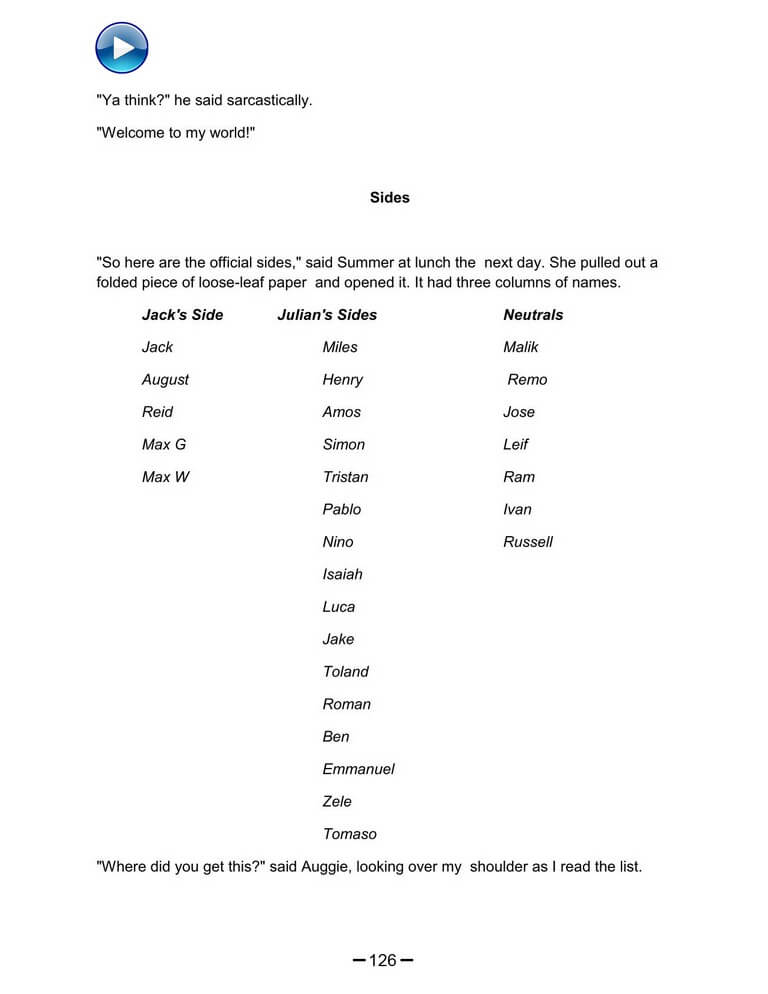 "Ya think?" he said sarcastically.
"Welcome to my world!"
Sides
"So here are the official sides," said Summer at lunch the  next day. She pulled out a
folded piece of loose-leaf paper  and opened it. It had three columns of names.
Jack's Side Julian's Sides Neutrals
Jack Miles Malik
August Henry Remo
Reid Amos Jose
Max G Simon Leif
Max W Tristan Ram
Pablo Ivan
Nino Russell
Isaiah
Luca
Jake
Toland
Roman
Ben
Emmanuel
Zele
Tomaso
"Where did you get this?" said Auggie, looking over my  shoulder as I read the list.
126